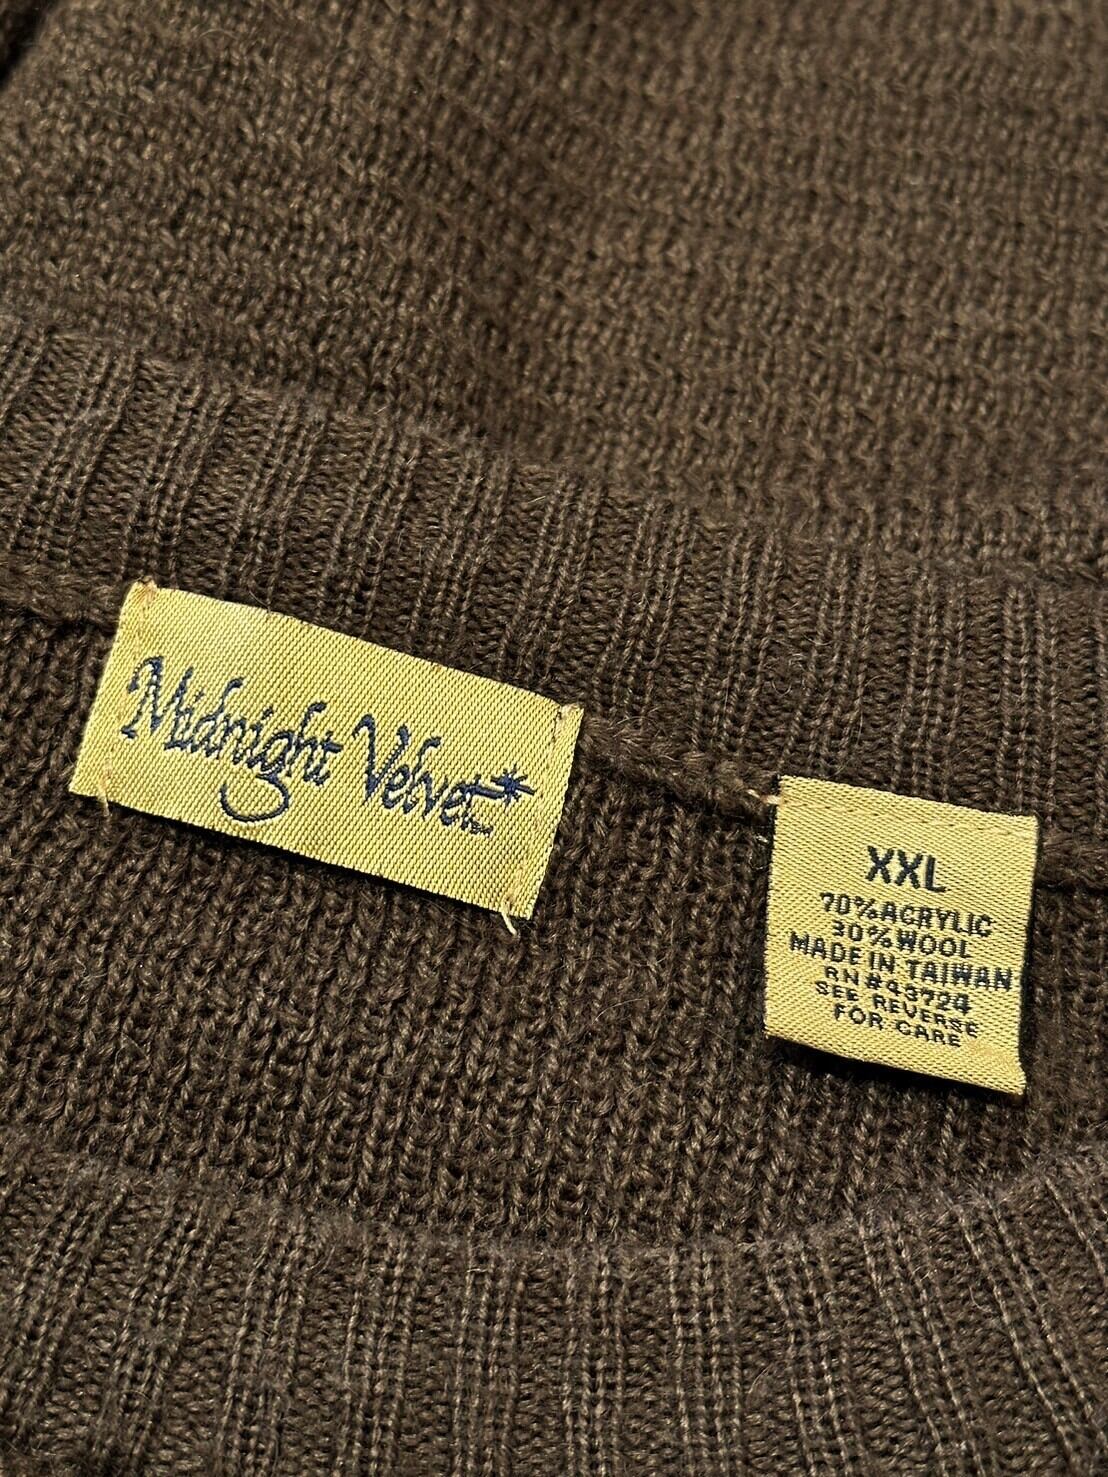 Midnight Velvet
XXL
70% ACRYLIC
30% WOOL
MADE IN TAIWAN
RN#43724
SEE REVERSE
FOR CARE